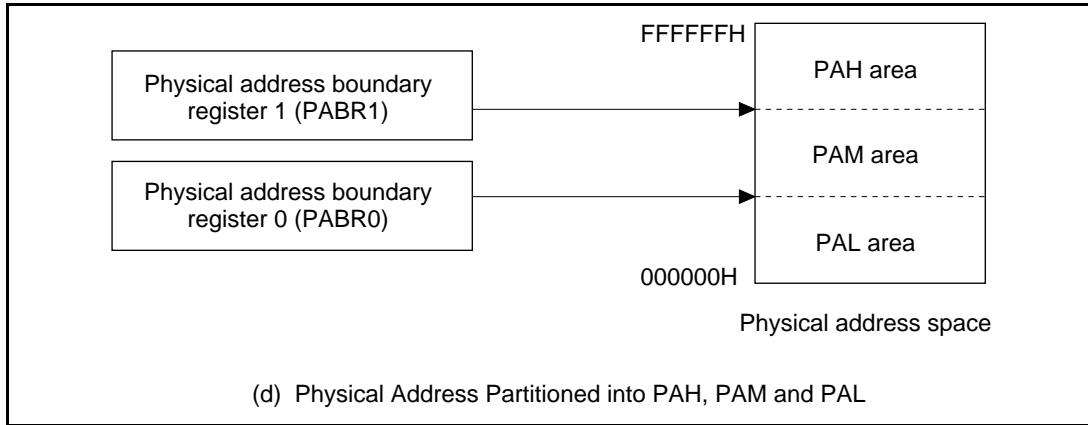 FFFFFFH
PAH area
Physical address boundary
register 1 (PABR1)
PAM area
Physical address boundary
register 0 (PABR0)
PAL area
000000H
Physical address space
(d) Physical Address Partitioned into PAH, PAM and PAL